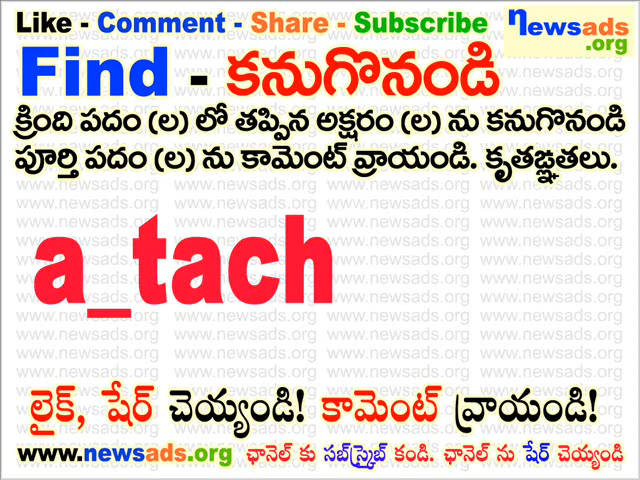 Like - Comment - Share - Subscribe
newsads
.org
Find - కనుగొనండి
క్రింది పదం (ల) లో తప్పిన అక్షరం (ల) ను కనుగొనండి
పూర్తి పదం (ల) ను కామెంట్ వ్రాయండి. కృతజ్ఞతలు.
a_tach
లైక్, షేర్ చెయ్యండి! కామెంట్ వ్రాయండి!
www.newsads.org ఛానెల్ కు సబ్‌స్క్రైబ్ కండి. ఛానెల్ ను షేర్ చెయ్యండి